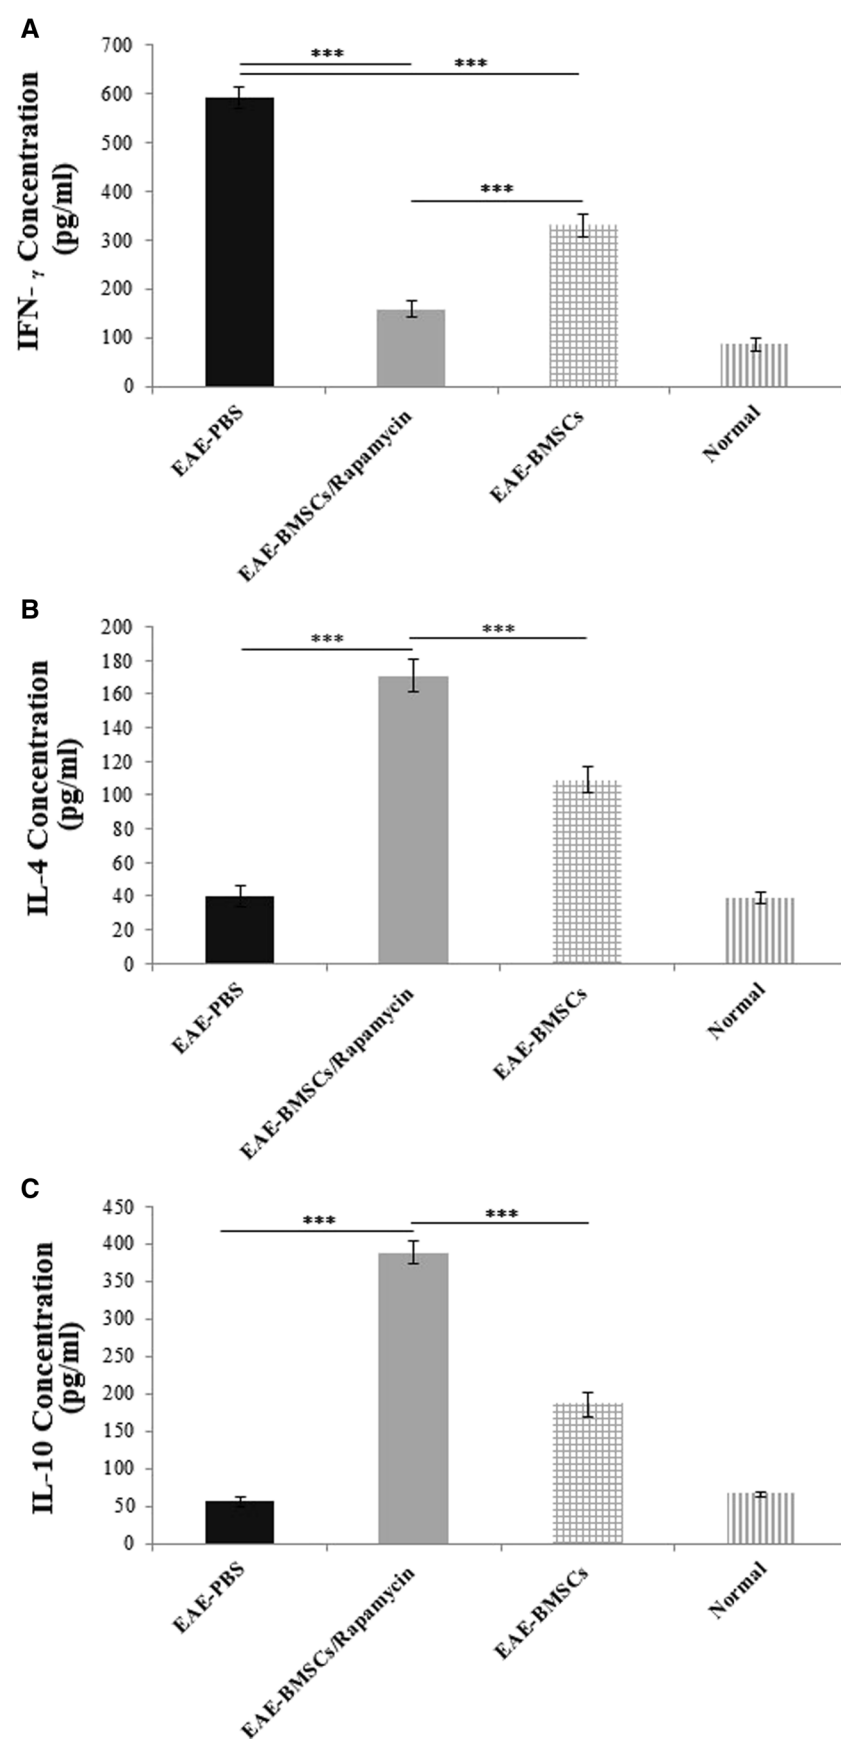 A
IFN-γ Concentration
(pg/ml)
700
600
500
400
300
200
100
0
***
***
***
EAE-PBS
EAE-BMSCs/Rapamycin
EAE-BMSCs
Normal
B
IL-4 Concentration
(pg/ml)
200
180
160
140
120
100
80
60
40
20
0
***
***
EAE-PBS
EAE-BMSCs/Rapamycin
EAE-BMSCs
Normal
C
IL-10 Concentration
(pg/ml)
450
400
350
300
250
200
150
100
50
0
***
***
EAE-PBS
EAE-BMSCs/Rapamycin
EAE-BMSCs
Normal